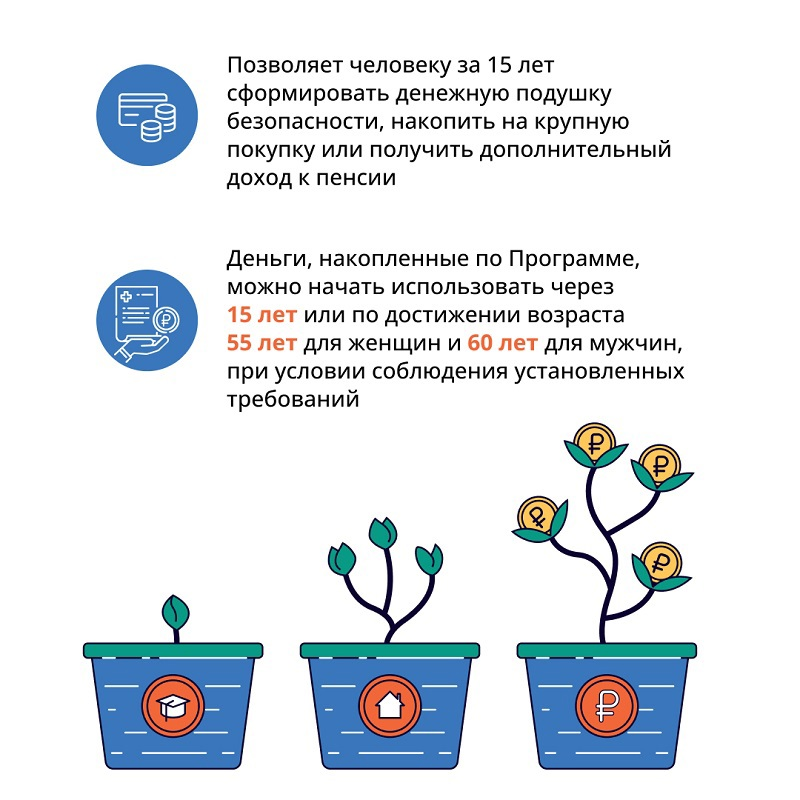 Позволяет человеку за 15 лет
сформировать денежную подушку
безопасности, накопить на крупную
покупку или получить дополнительный
доход к пенсии
Деньги, накопленные по Программе,
можно начать использовать через
15 лет или по достижении возраста
55 лет для женщин и 60 лет для мужчин,
при условии соблюдения установленных
требований